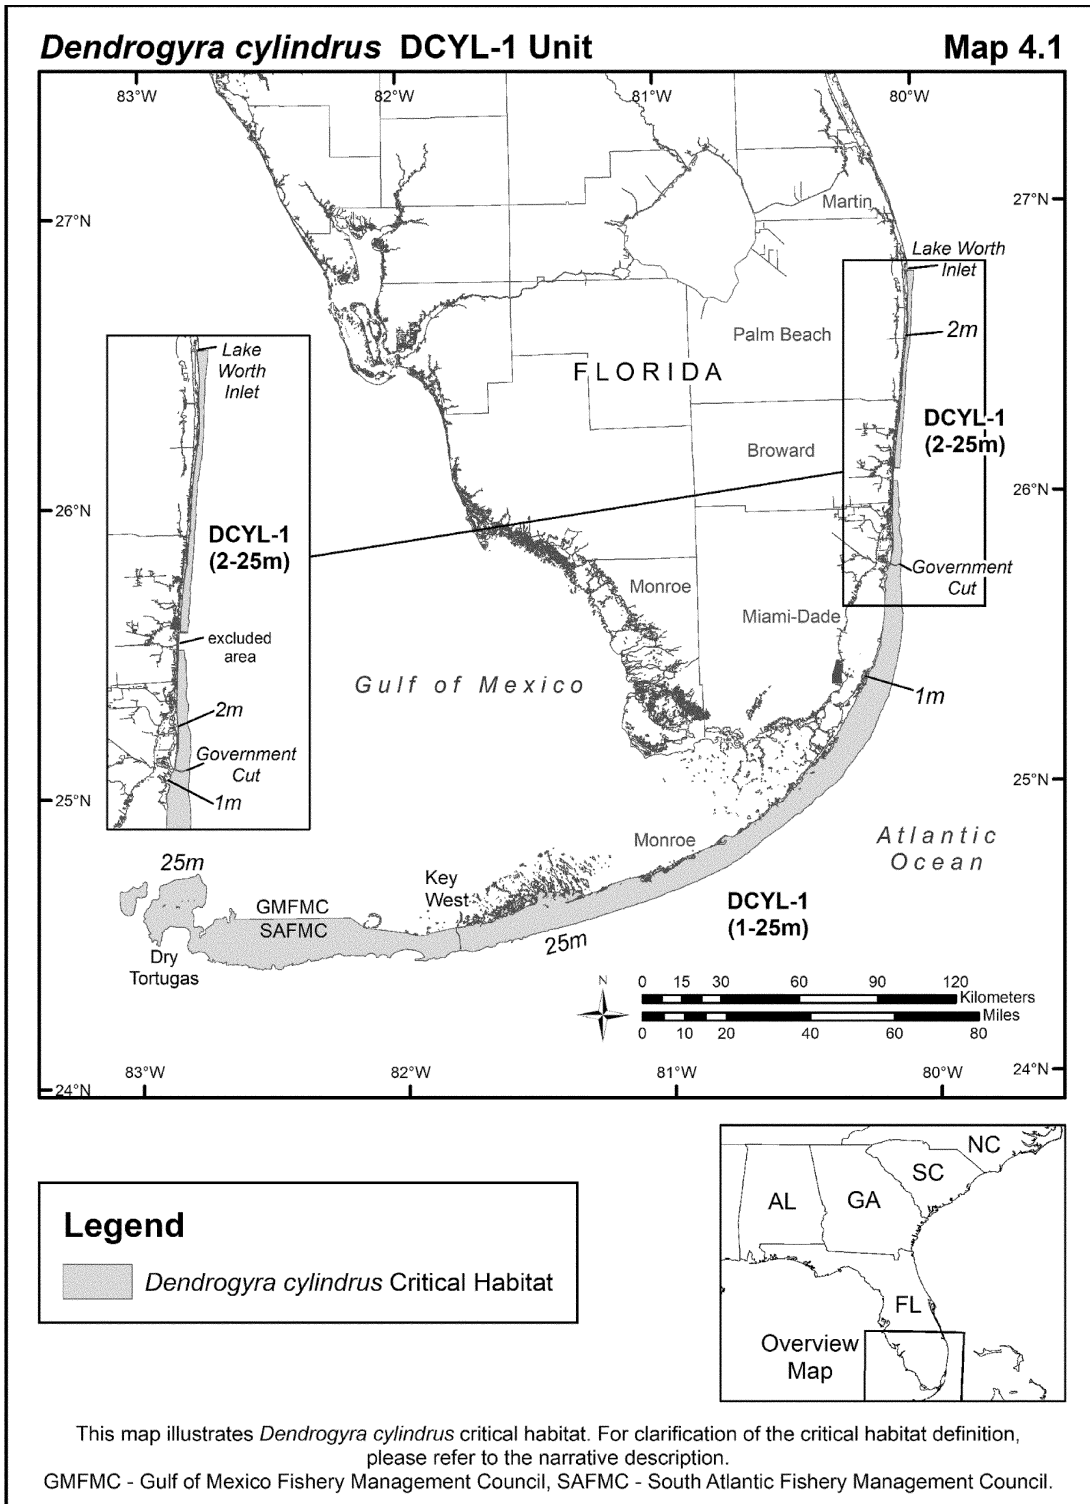 Dendrogyra cylindrus DCYL-1 Unit
Map 4.1
83°W
82°W
81°W
80°W
27°N
27°N
Martin
Lake Worth
Inlet
2m
Palm Beach
FLORIDA
Lake
Worth
Inlet
DCYL-1
(2-25m)
Broward
26°N
26°N
DCYL-1
(2-25m)
Government
Cut
Monroe
Miami-Dade
excluded
area
Gulf of Mexico
1m
2m
Government
Cut
1m
25°N
25°N
Atlantic
Ocean
Monroe
25m
Key
West
GMFMC
SAFMC
DCYL-1
(1-25m)
25m
Dry
Tortugas
N
0 15 30 60 90 120
Kilometers
Miles
0 10 20 40 60 80
24°N
24°N
83°W
82°W
81°W
80°W
NC
SC
AL
GA
FL
Overview
Map
Legend
Dendrogyra cylindrus Critical Habitat
This map illustrates Dendrogyra cylindrus critical habitat. For clarification of the critical habitat definition,
please refer to the narrative description.
GMFMC - Gulf of Mexico Fishery Management Council, SAFMC - South Atlantic Fishery Management Council.